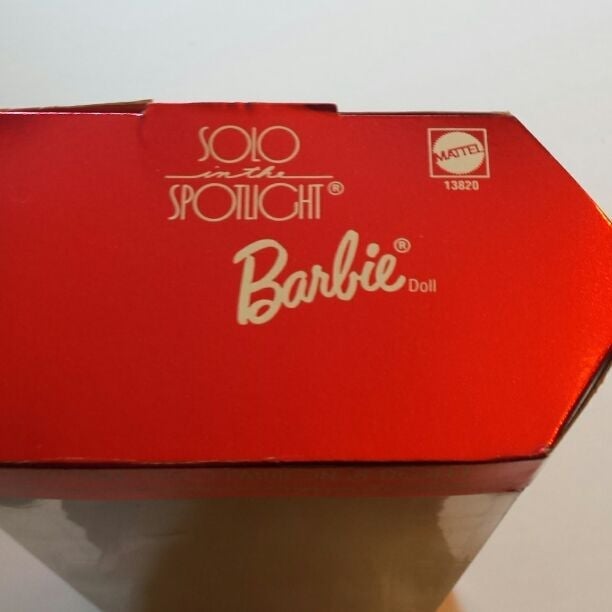 SOLO
in the
SPOTLIGHT®
MATTEL
13820
Barbie® Doll